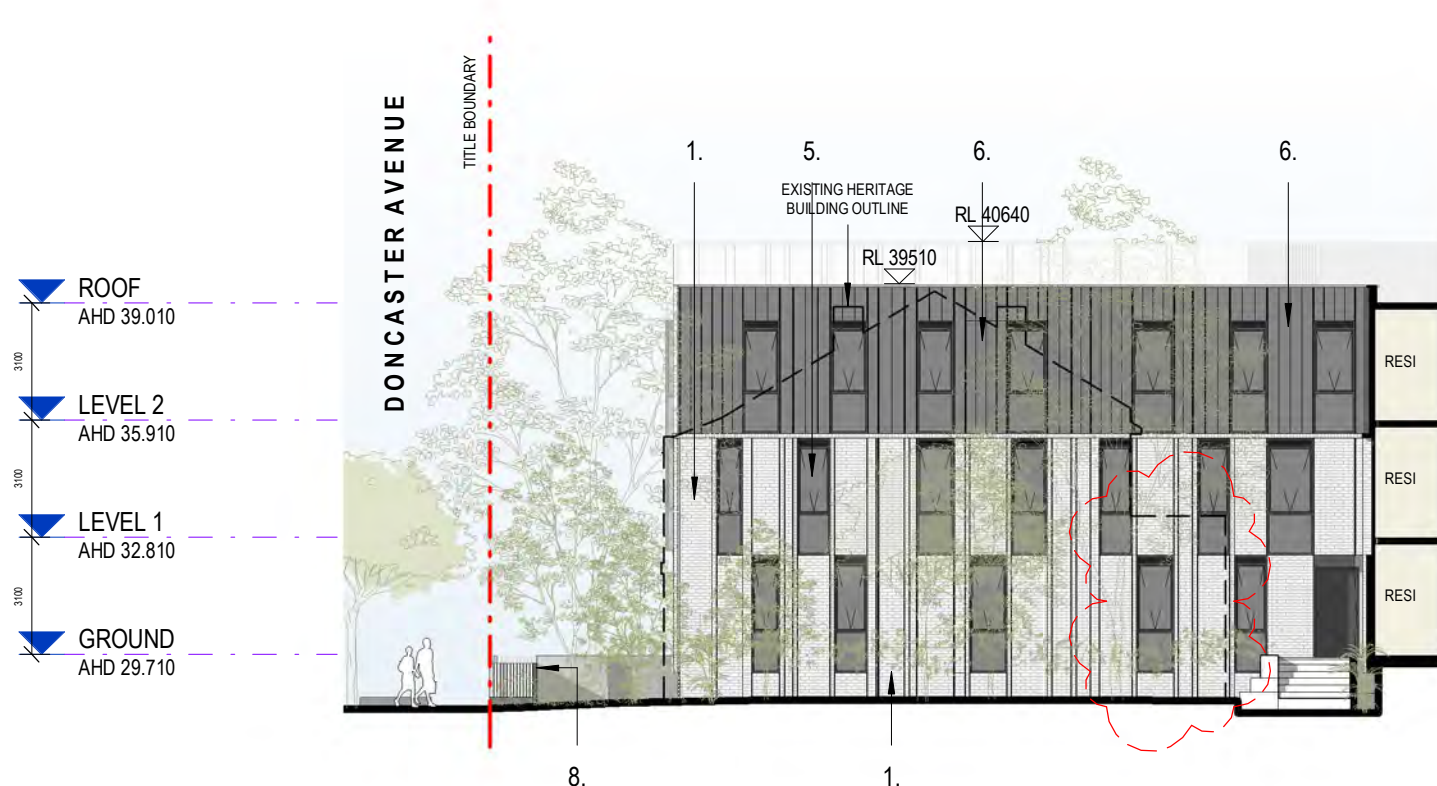 DONCASTER AVENUE
TITLE BOUNDARY
1.
5.
6.
6.
EXISTING HERITAGE
BUILDING OUTLINE
RL 40640
RL 39510
ROOF
AHD 39.010
3100
LEVEL 2
AHD 35.910
3100
LEVEL 1
AHD 32.810
3100
GROUND
AHD 29.710
RESI
RESI
RESI
8.
1.